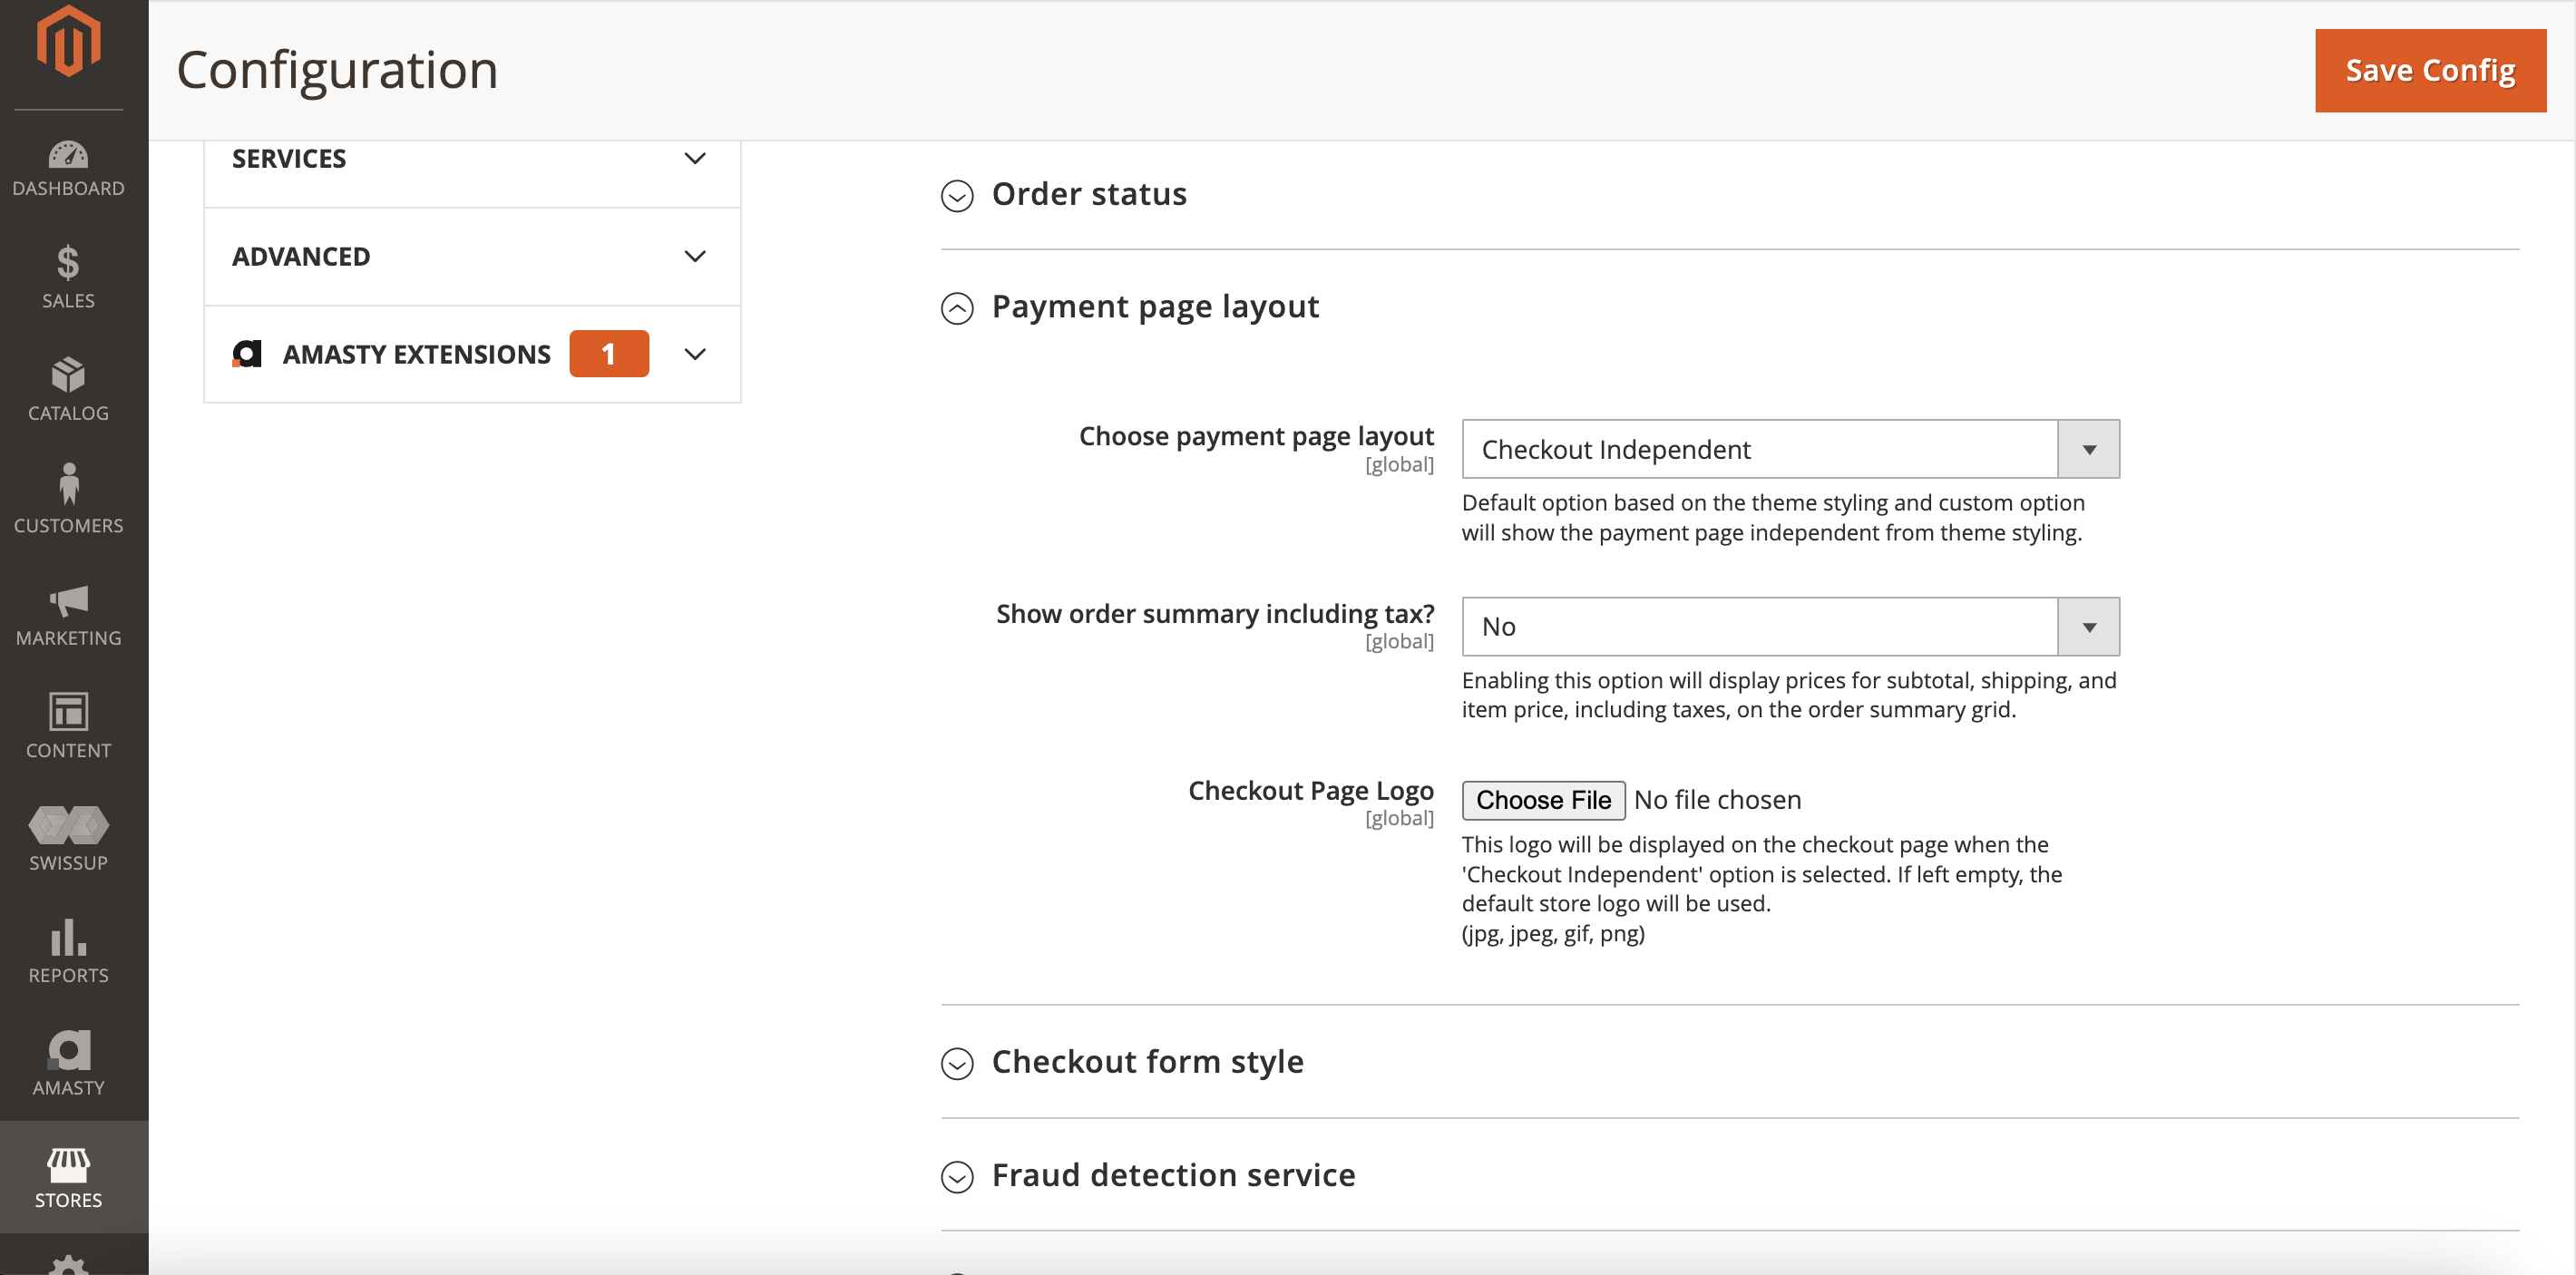 Configuration
Save Config
DASHBOARD
SALES
CATALOG
CUSTOMERS
MARKETING
CONTENT
SWISSUP
REPORTS
AMASTY
STORES
SERVICES
ADVANCED
AMASTY EXTENSIONS 1
Order status
Payment page layout
Choose payment page layout
[global]
Checkout Independent
Default option based on the theme styling and custom option
will show the payment page independent from theme styling.
Show order summary including tax?
[global]
No
Enabling this option will display prices for subtotal, shipping, and
item price, including taxes, on the order summary grid.
Checkout Page Logo
[global]
Choose File No file chosen
This logo will be displayed on the checkout page when the
'Checkout Independent' option is selected. If left empty, the
default store logo will be used.
(jpg, jpeg, gif, png)
Checkout form style
Fraud detection service